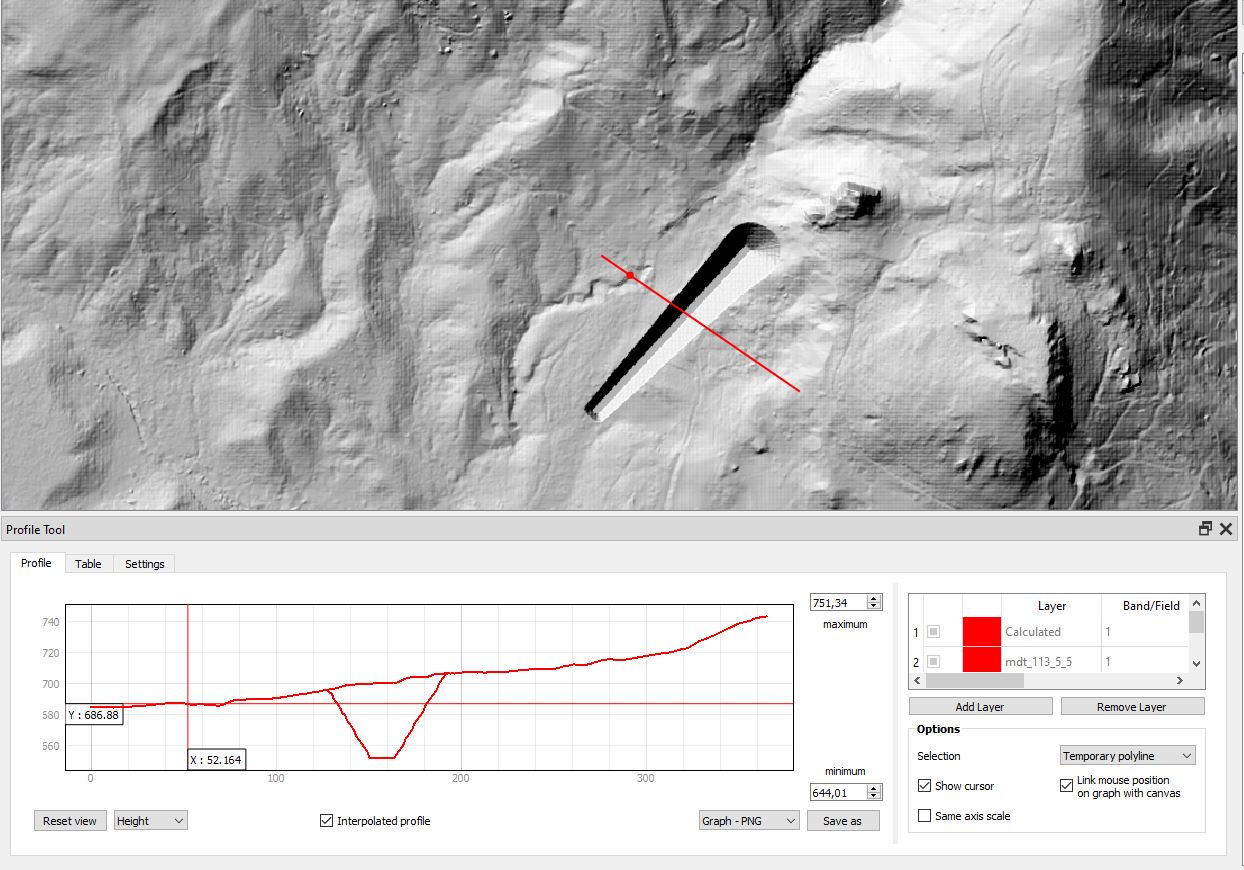 Profile Tool
Profile
Table
Settings
740
720
700
580
560
Y : 686.88
X : 52.164
0
100
200
300
751,34
maximum
minimum
644,01
Reset view
Height
Interpolated profile
Graph - PNG
Save as
Layer
Band/Field
1
Calculated
1
2
mdt_113_5_5
1
Add Layer
Remove Layer
Options
Selection
Temporary polyline
Show cursor
Link mouse position
on graph with canvas
Same axis scale